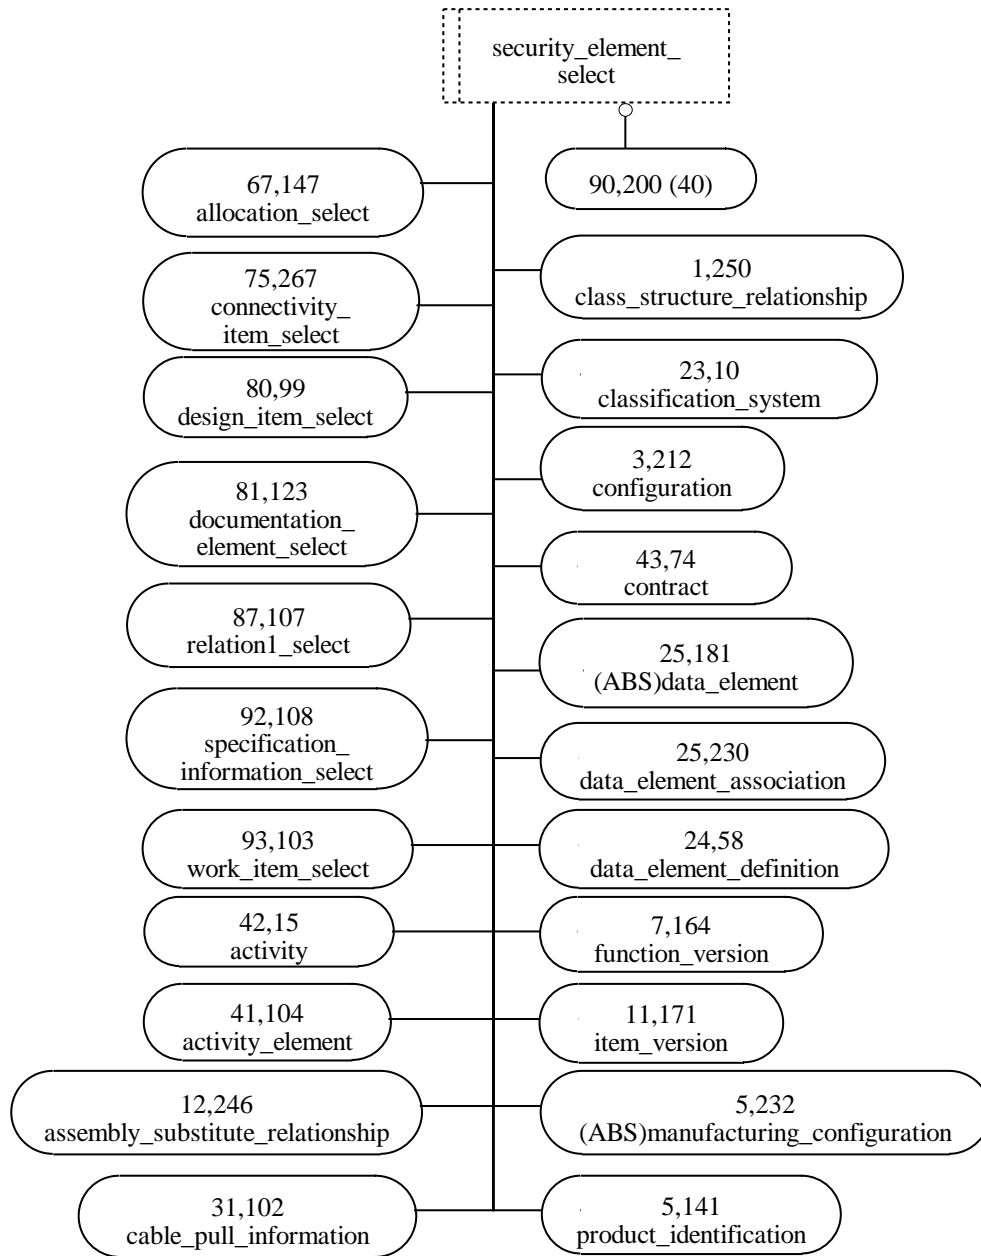 security_element_
select
90,200 (40)
67,147
allocation_select
75,267
connectivity_
item_select
80,99
design_item_select
81,123
documentation_
element_select
87,107
relation1_select
92,108
specification_
information_select
93,103
work_item_select
42,15
activity
41,104
activity_element
12,246
assembly_substitute_relationship
31,102
cable_pull_information
1,250
class_structure_relationship
23,10
classification_system
3,212
configuration
43,74
contract
25,181
(ABS)data_element
25,230
data_element_association
24,58
data_element_definition
7,164
function_version
11,171
item_version
5,232
(ABS)manufacturing_configuration
5,141
product_identification